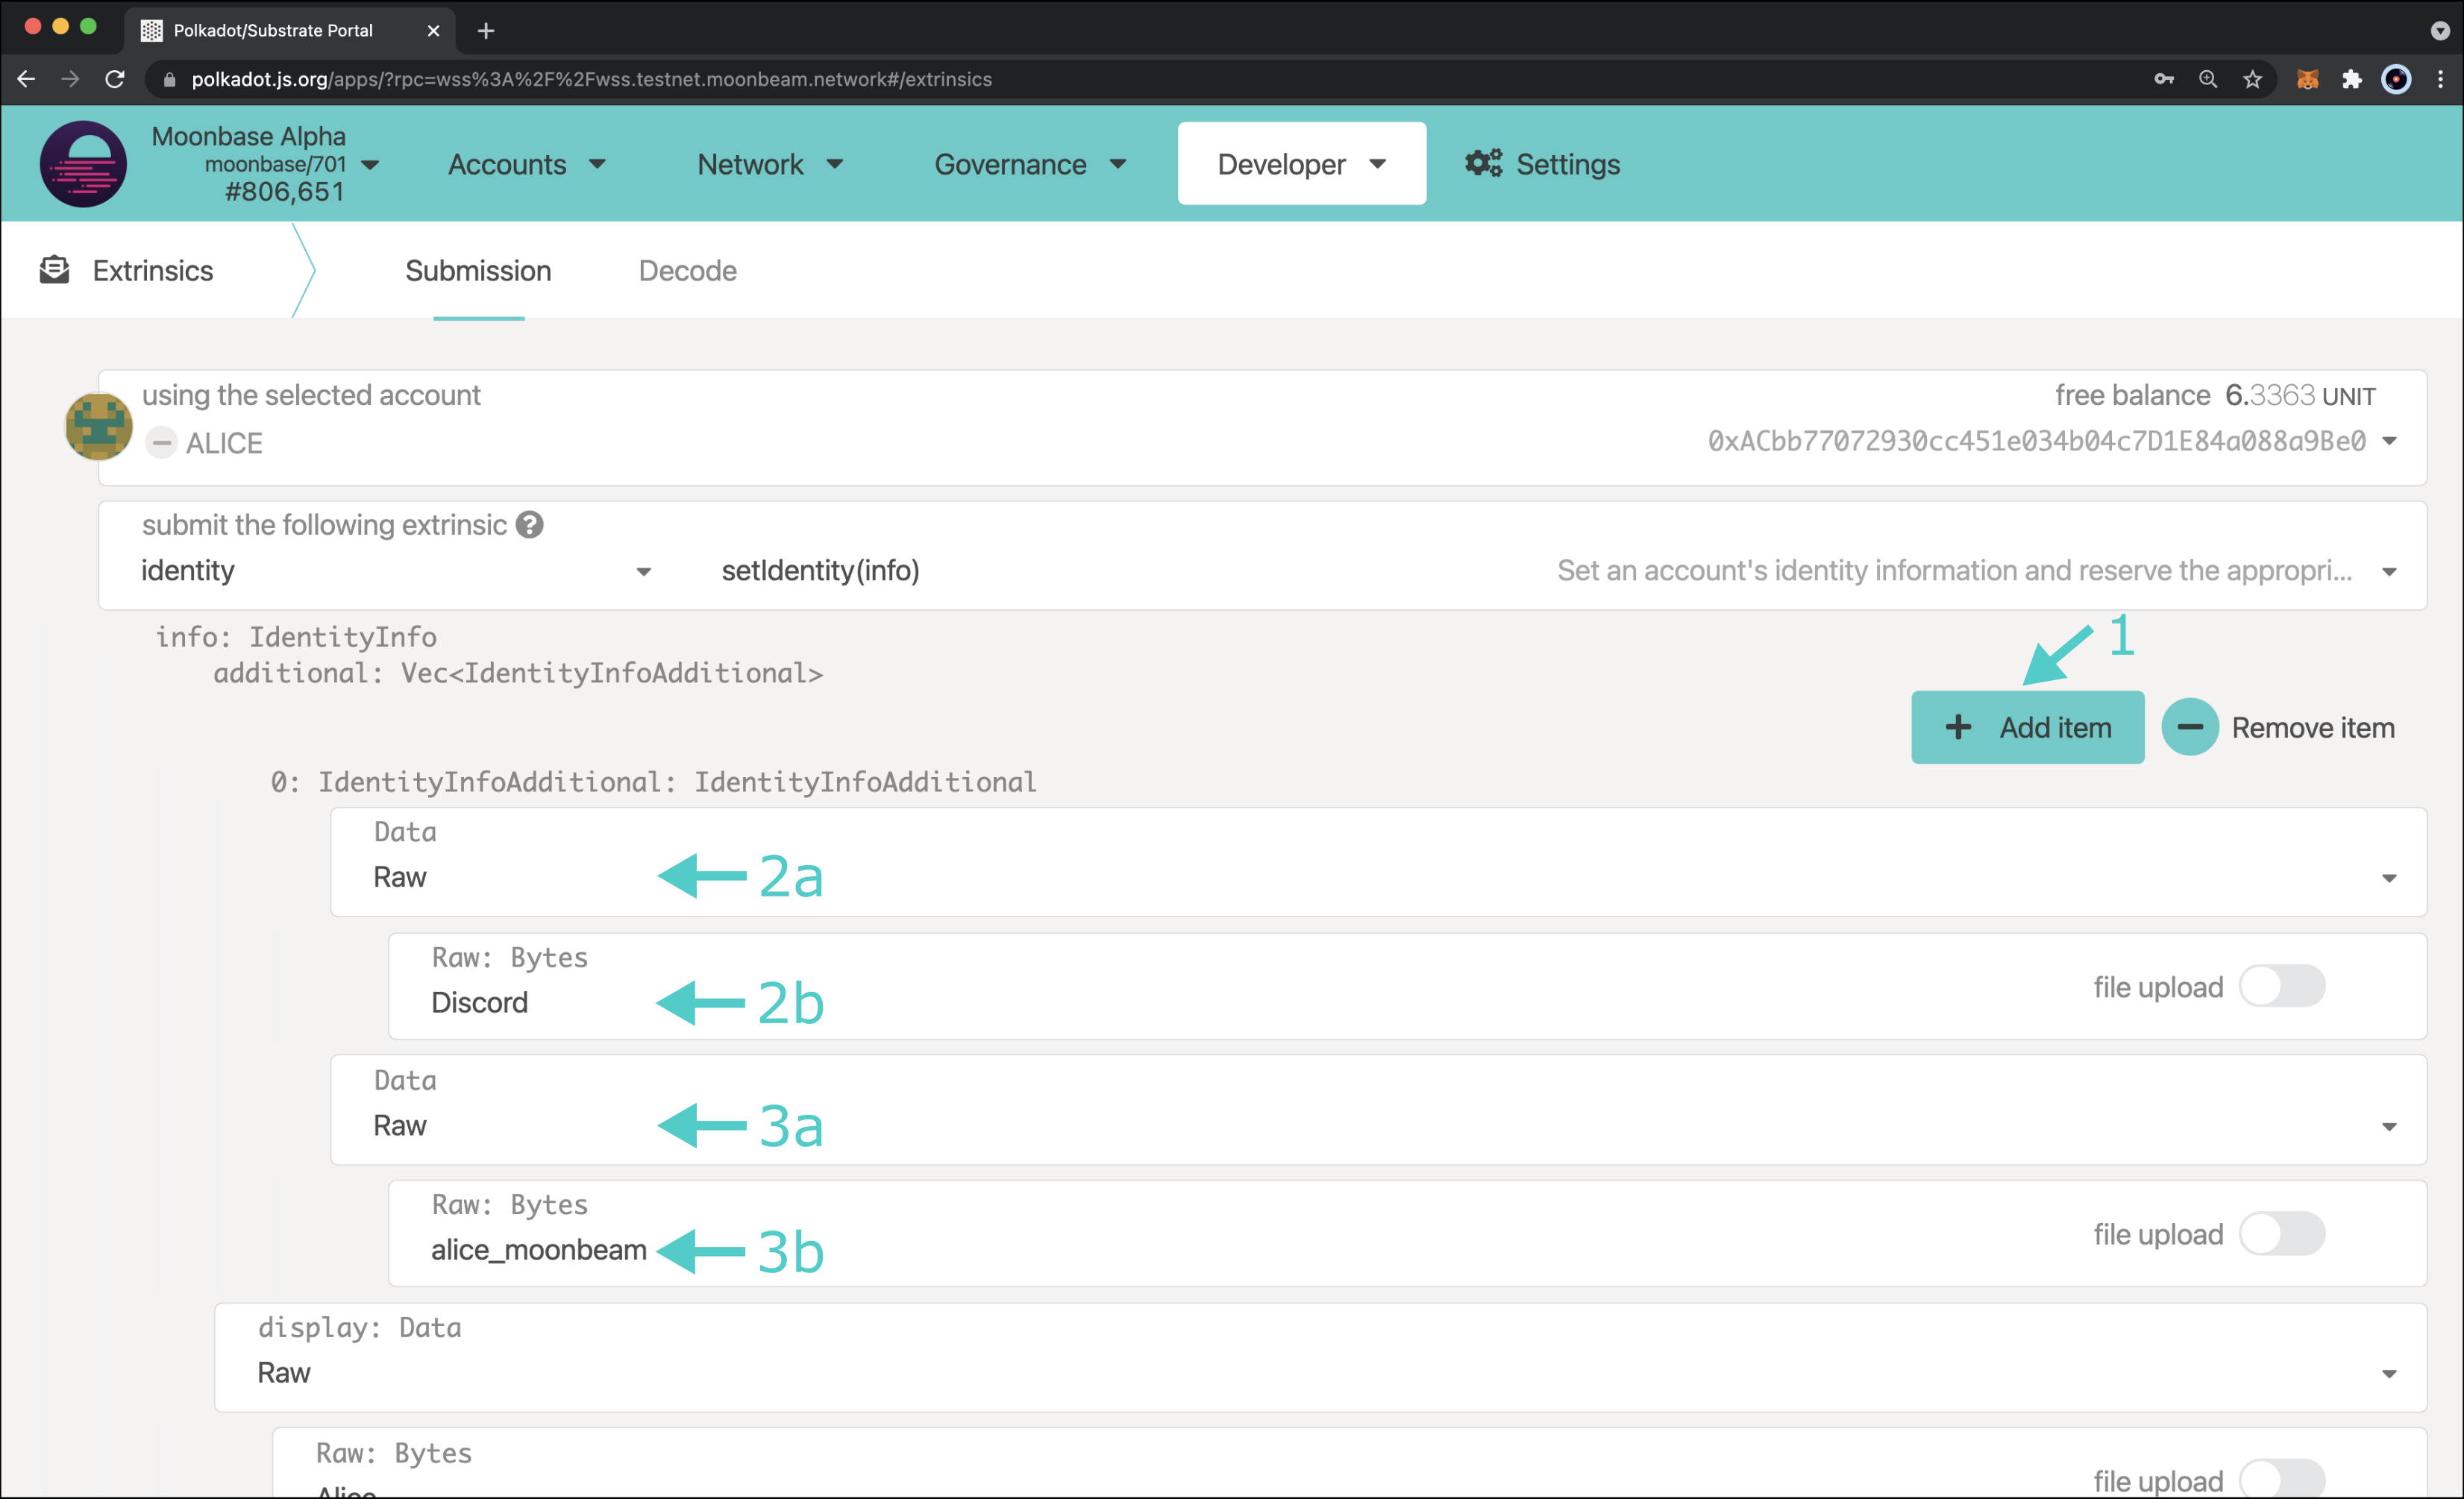 Polkadot/Substrate Portal
polkadot.js.org/apps/?rpc=wss%3A%2F%2Fwss.testnet.moonbeam.network#/extrinsics
Moonbase Alpha
moonbase/701
#806,651
Accounts
Network
Governance
Developer
Settings
Extrinsics
Submission
Decode
using the selected account
free balance 6.3363 UNIT
ALICE
0xACbb77072930cc451e034b04c7D1E84a088a9Be0
submit the following extrinsic ?
identity
setIdentity(info)
Set an account's identity information and reserve the appropri...
info: IdentityInfo
additional: Vec<IdentityInfoAdditional>
1
+ Add item
Remove item
0: IdentityInfoAdditional: IdentityInfoAdditional
Data
Raw
2a
Raw: Bytes
Discord
2b
file upload
Data
Raw
3a
Raw: Bytes
alice_moonbeam
3b
file upload
display: Data
Raw
Raw: Bytes
Alice
file upload